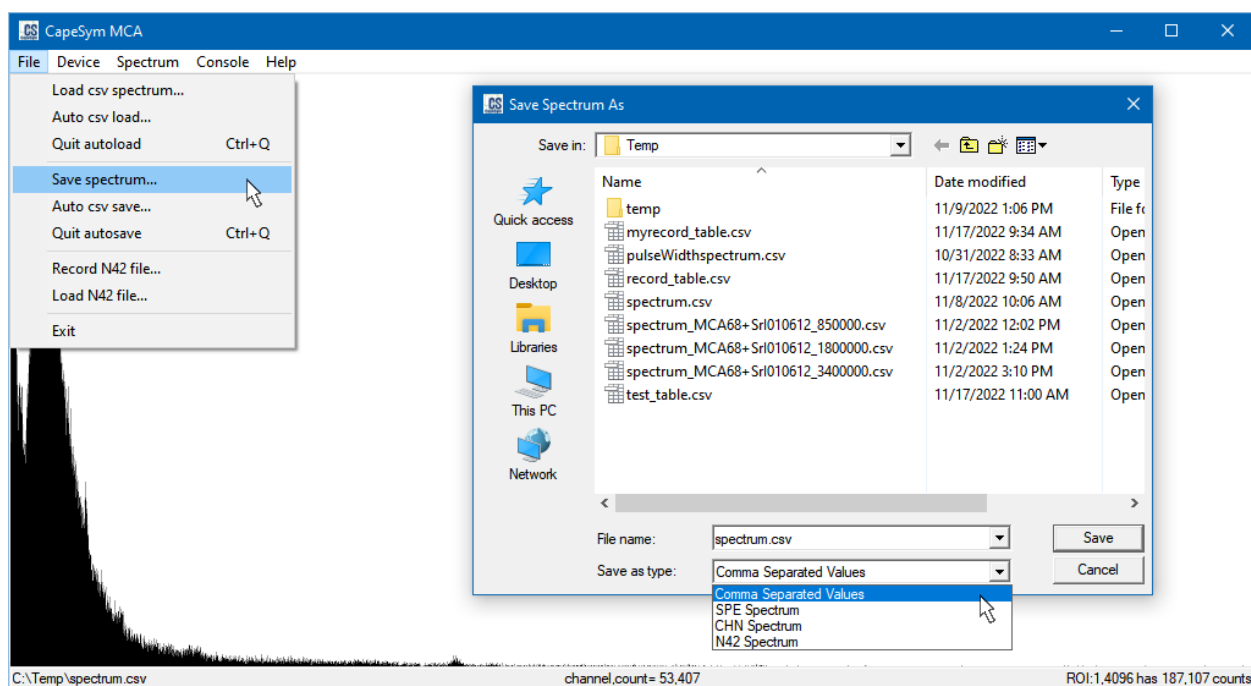 CS CapeSym MCA
File Device Spectrum Console Help
Load csv spectrum...
Auto csv load...
Quit autoload Ctrl+Q
Save spectrum...
Auto csv save...
Quit autosave Ctrl+Q
Record N42 file...
Load N42 file...
Exit
CS Save Spectrum As
Save in: Temp
Quick access
Desktop
Libraries
This PC
Network
Name Date modified Type
temp 11/9/2022 1:06 PM File fo
myrecord_table.csv 11/17/2022 9:34 AM Open
pulseWidthspectrum.csv 10/31/2022 8:33 AM Open
record_table.csv 11/17/2022 9:50 AM Open
spectrum.csv 11/8/2022 10:06 AM Open
spectrum_MCA68+Srl010612_850000.csv 11/2/2022 12:02 PM Open
spectrum_MCA68+Srl010612_1800000.csv 11/2/2022 1:24 PM Open
spectrum_MCA68+Srl010612_3400000.csv 11/2/2022 3:10 PM Open
test_table.csv 11/17/2022 11:00 AM Open
File name: spectrum.csv Save
Save as type: Comma Separated Values Cancel
Comma Separated Values
SPE Spectrum
CHN Spectrum
N42 Spectrum
C:\Temp\spectrum.csv channel,count= 53,407 ROI:1,4096 has 187,107 counts